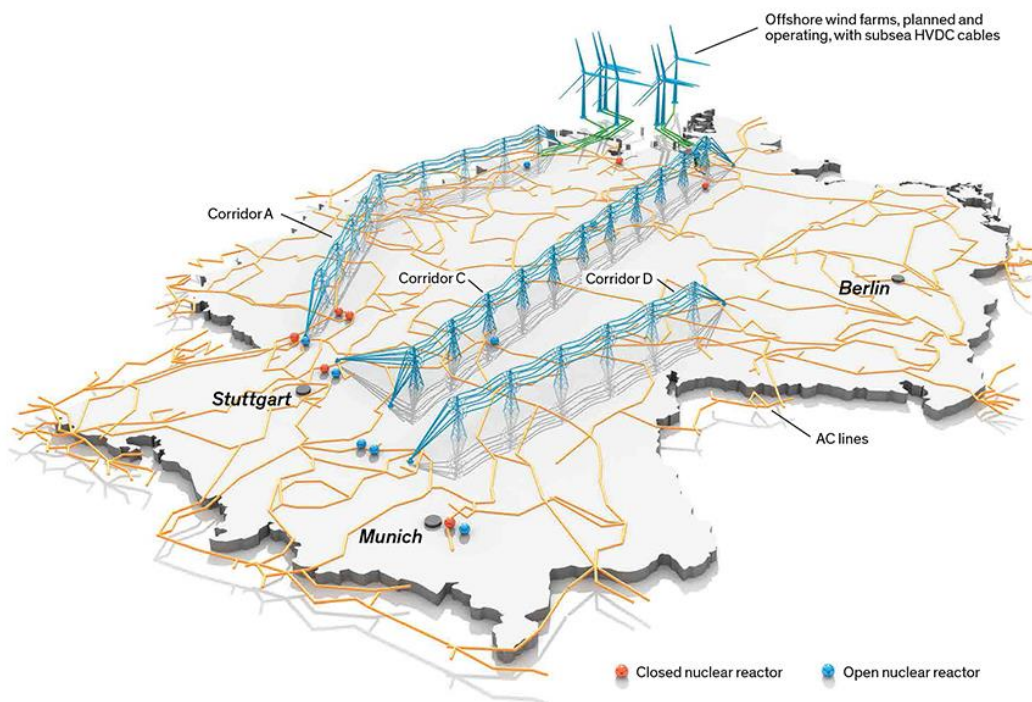 Offshore wind farms, planned and
operating, with subsea HVDC cables
Corridor A
Corridor C
Corridor D
Berlin
Stuttgart
AC lines
Munich
Closed nuclear reactor
Open nuclear reactor